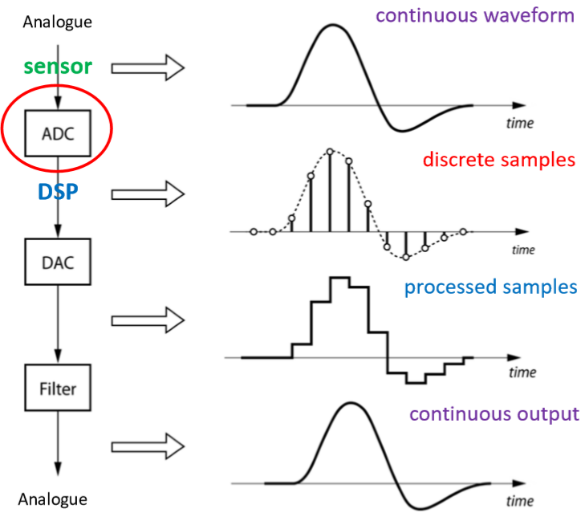 Analogue
continuous waveform
sensor
ADC
time
discrete samples
DSP
time
DAC
processed samples
time
Filter
continuous output
Analogue
time